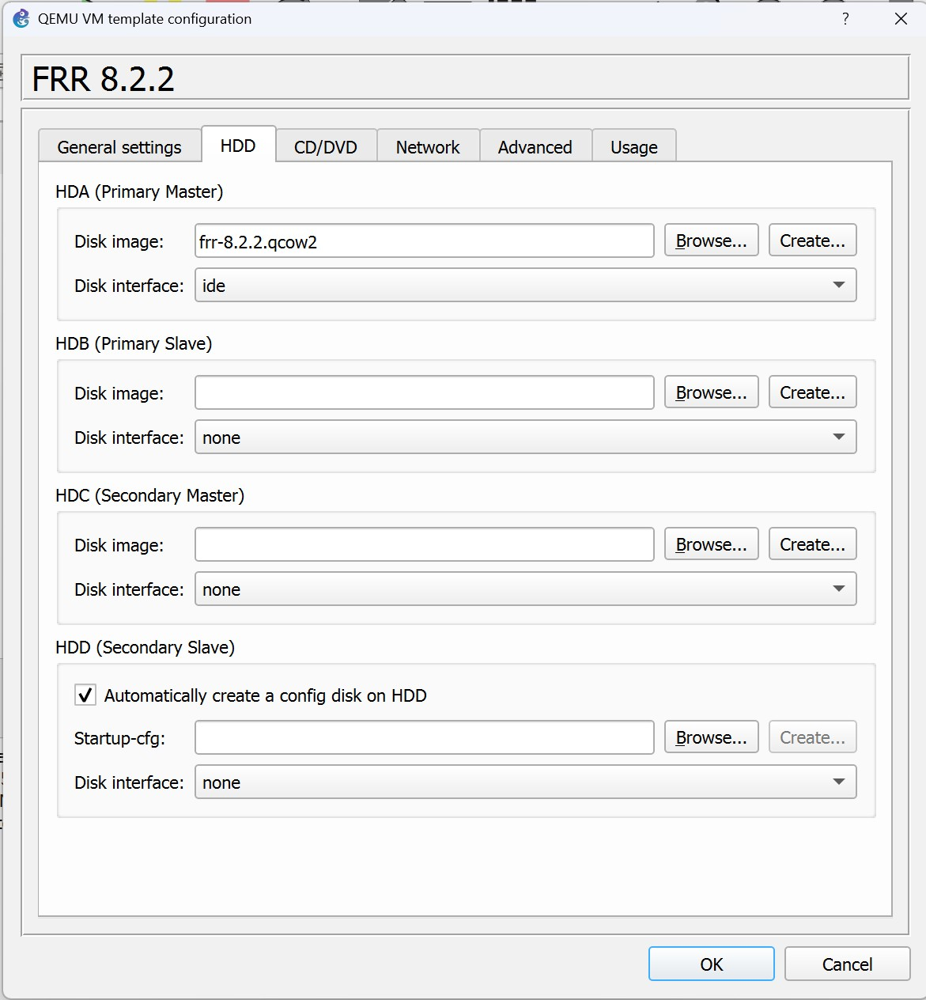 QEMU VM template configuration
?
FRR 8.2.2
General settings HDD CD/DVD Network Advanced Usage
HDA (Primary Master)
Disk image: frr-8.2.2.qcow2 Browse... Create...
Disk interface: ide
HDB (Primary Slave)
Disk image: Browse... Create...
Disk interface: none
HDC (Secondary Master)
Disk image: Browse... Create...
Disk interface: none
HDD (Secondary Slave)
Automatically create a config disk on HDD
Startup-cfg: Browse... Create...
Disk interface: none
OK Cancel